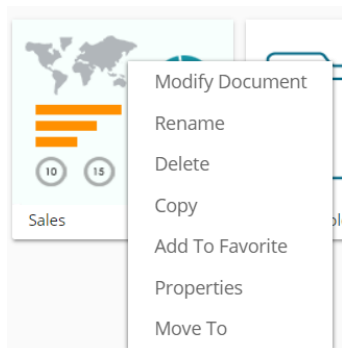 Modify Document
Rename
Delete
10
15
Copy
Sales
Add To Favorite
Properties
Move To